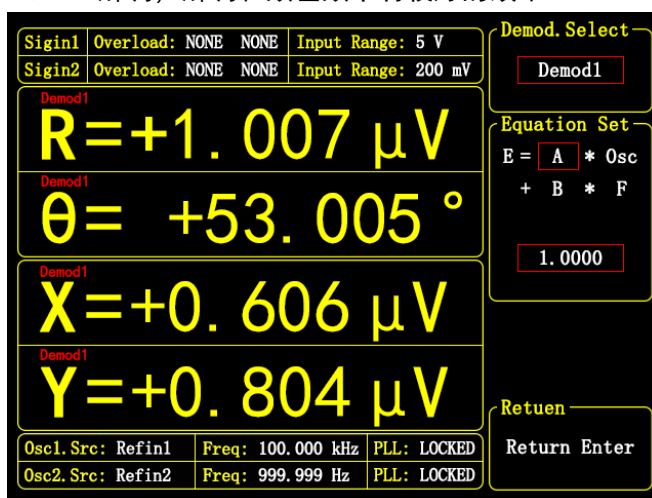 Sigin1 Overload: NONE NONE Input Range: 5 V
Sigin2 Overload: NONE NONE Input Range: 200 mV
Demod1
R=+1.007 μV
Demod1
θ= +53.005 °
Demod1
X=+0.606 μV
Demod1
Y=+0.804 μV
Osc1.Src: Refin1 Freq: 100.000 kHz PLL: LOCKED
Osc2.Src: Refin2 Freq: 999.999 Hz PLL: LOCKED
Demod.Select
Demod1
Equation Set
E = A * Osc
+ B * F
1.0000
Retuen
Return Enter